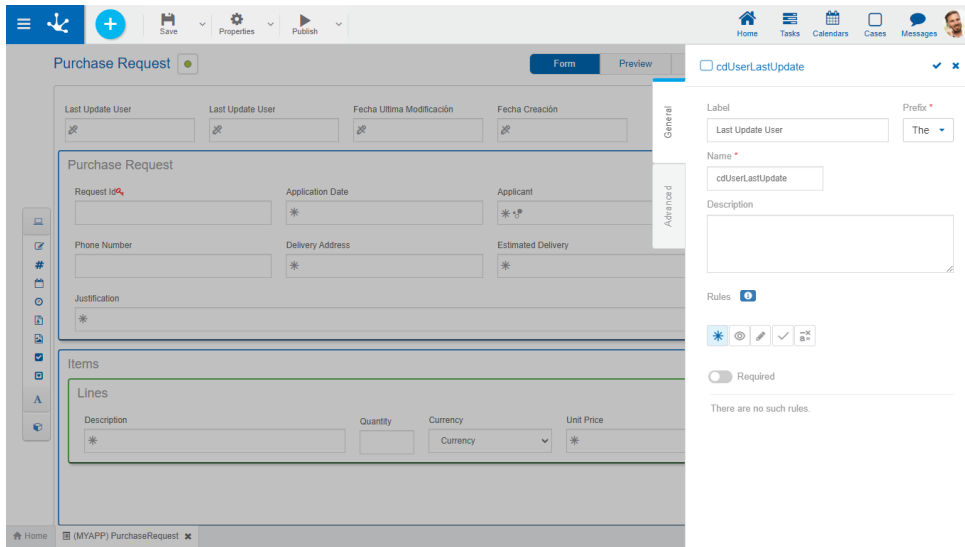 Save
Properties
Publish
Home
Tasks
Calendars
Cases
Messages
Purchase Request
Form
Preview
Last Update User
Last Update User
Fecha Ultima Modificación
Fecha Creación
Purchase Request
Request Id
Application Date
Applicant
Phone Number
Delivery Address
Estimated Delivery
Justification
Items
Lines
Description
Quantity
Currency
Unit Price
Currency
General
Advanced
cdUserLastUpdate
Label
Prefix *
Last Update User
The
Name *
cdUserLastUpdate
Description
Rules
Required
There are no such rules.
Home
(MYAPP) PurchaseRequest